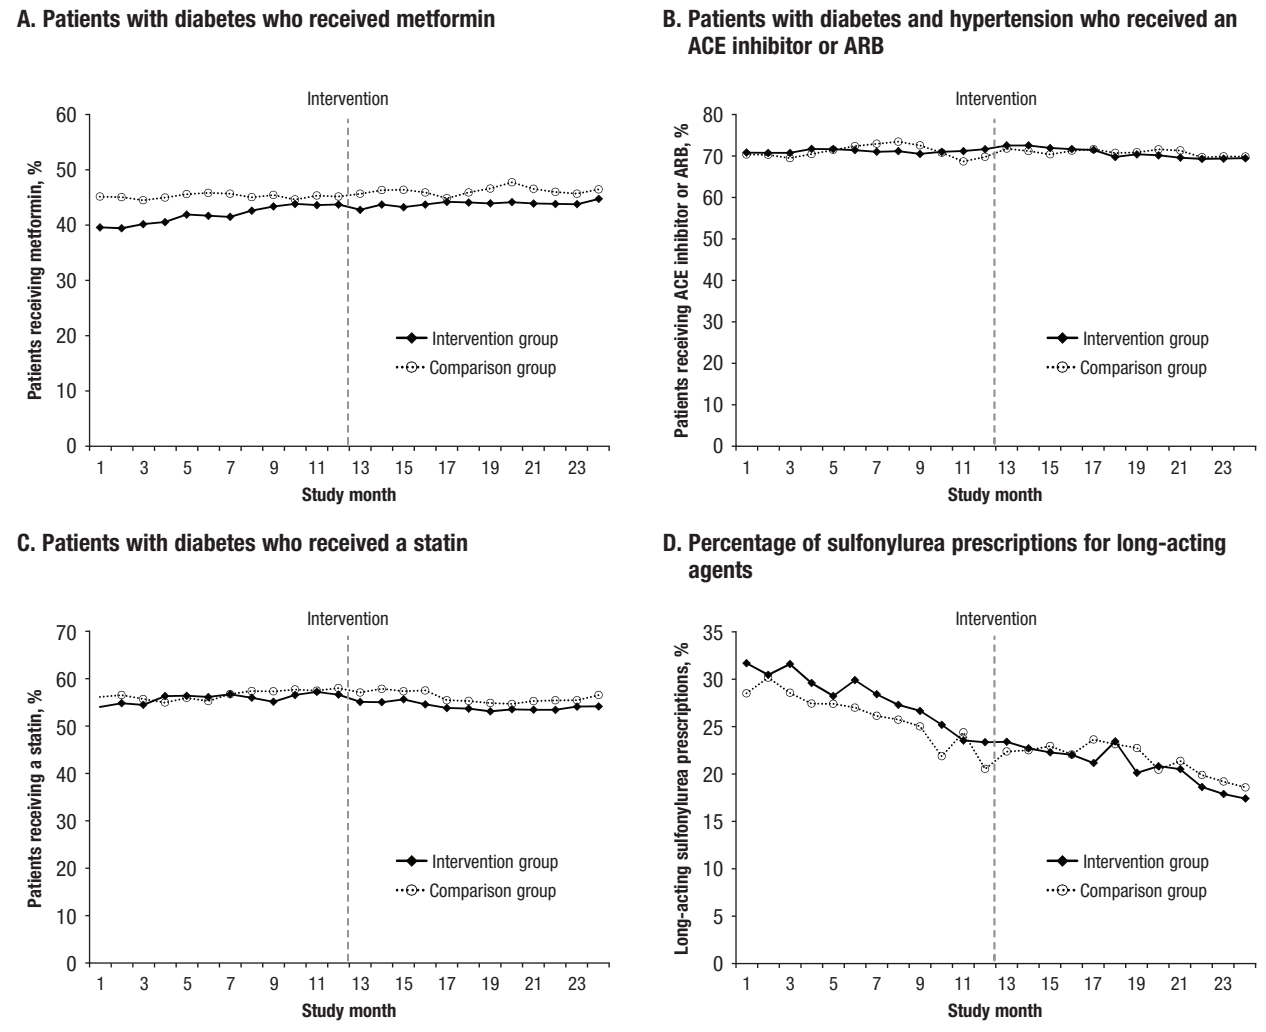 A. Patients with diabetes who received metformin
Intervention
60
50
40
30
20
10
0
Patients receiving metformin, %
Intervention group
Comparison group
1 3 5 7 9 11 13 15 17 19 21 23
Study month
B. Patients with diabetes and hypertension who received an
ACE inhibitor or ARB
Intervention
80
70
60
50
40
30
20
10
0
Patients receiving ACE inhibitor or ARB, %
Intervention group
Comparison group
1 3 5 7 9 11 13 15 17 19 21 23
Study month
C. Patients with diabetes who received a statin
Intervention
70
60
50
40
30
20
10
0
Patients receiving a statin, %
Intervention group
Comparison group
1 3 5 7 9 11 13 15 17 19 21 23
Study month
D. Percentage of sulfonylurea prescriptions for long-acting
agents
Intervention
35
30
25
20
15
10
5
0
Long-acting sulfonylurea prescriptions, %
Intervention group
Comparison group
1 3 5 7 9 11 13 15 17 19 21 23
Study month